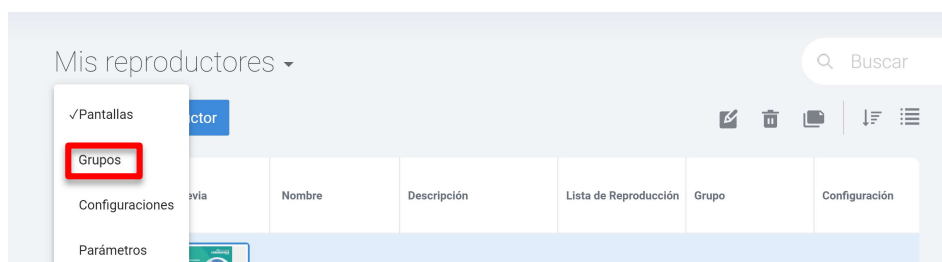 Mis reproductores
Buscar
✓Pantallas
ctor
Grupos
Configuraciones
evia
Nombre
Descripción
Lista de Reproducción
Grupo
Configuración
Parámetros